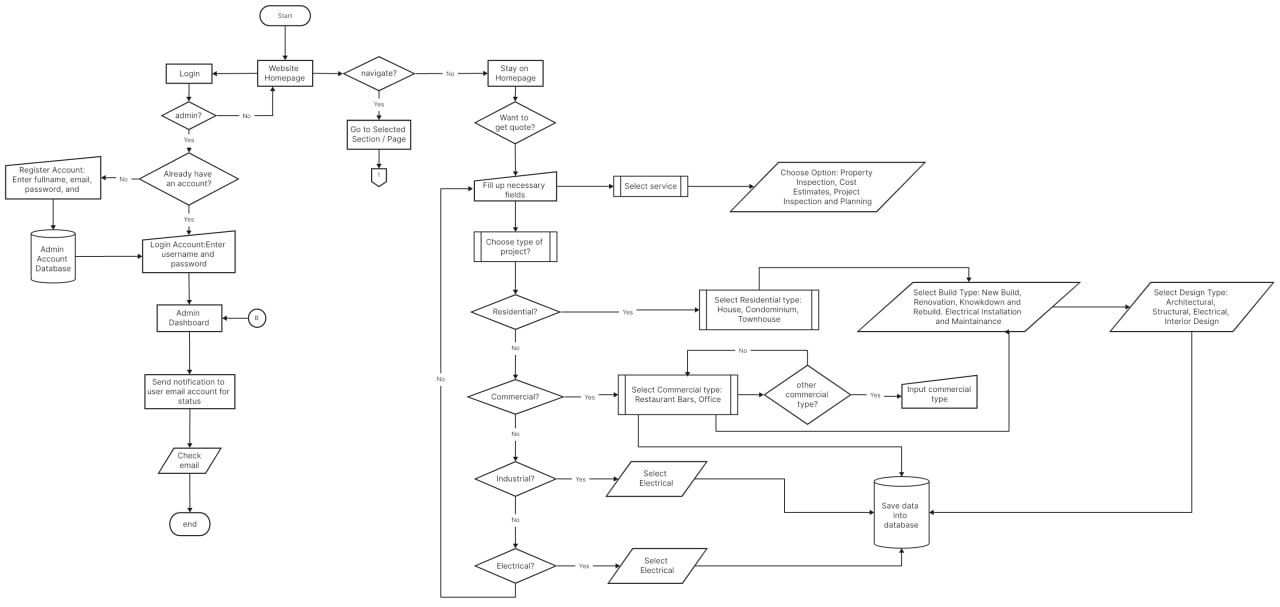 Start
Login
Website
Homepage
navigate?
No
Stay on
Homepage
admin?
No
Yes
Go to Selected
Section / Page
1
Want to
get quote?
Yes
Register Account:
Enter fullname, email,
password, and
No
Already have
an account?
Yes
Fill up necessary
fields
Select service
Choose Option: Property
Inspection, Cost
Estimates, Project
Inspection and Planning
Admin
Account
Database
Login Account:Enter
username and
password
Choose type of
project?
Admin
Dashboard
B
Residential?
Yes
Select Residential type:
House, Condominium,
Townhouse
Select Build Type: New Build,
Renovation, Knowkdown and
Rebuild. Electrical Installation
and Maintainance
Select Design Type:
Architectural,
Structural, Electrical,
Interior Design
No
No
No
Send notification to
user email account for
status
Commercial?
Yes
Select Commercial type:
Restaurant Bars, Office
other
commercial
type?
Yes
Input commercial
type
No
Check
email
Industrial?
Yes
Select
Electrical
Save data
into
database
end
No
Electrical?
Yes
Select
Electrical